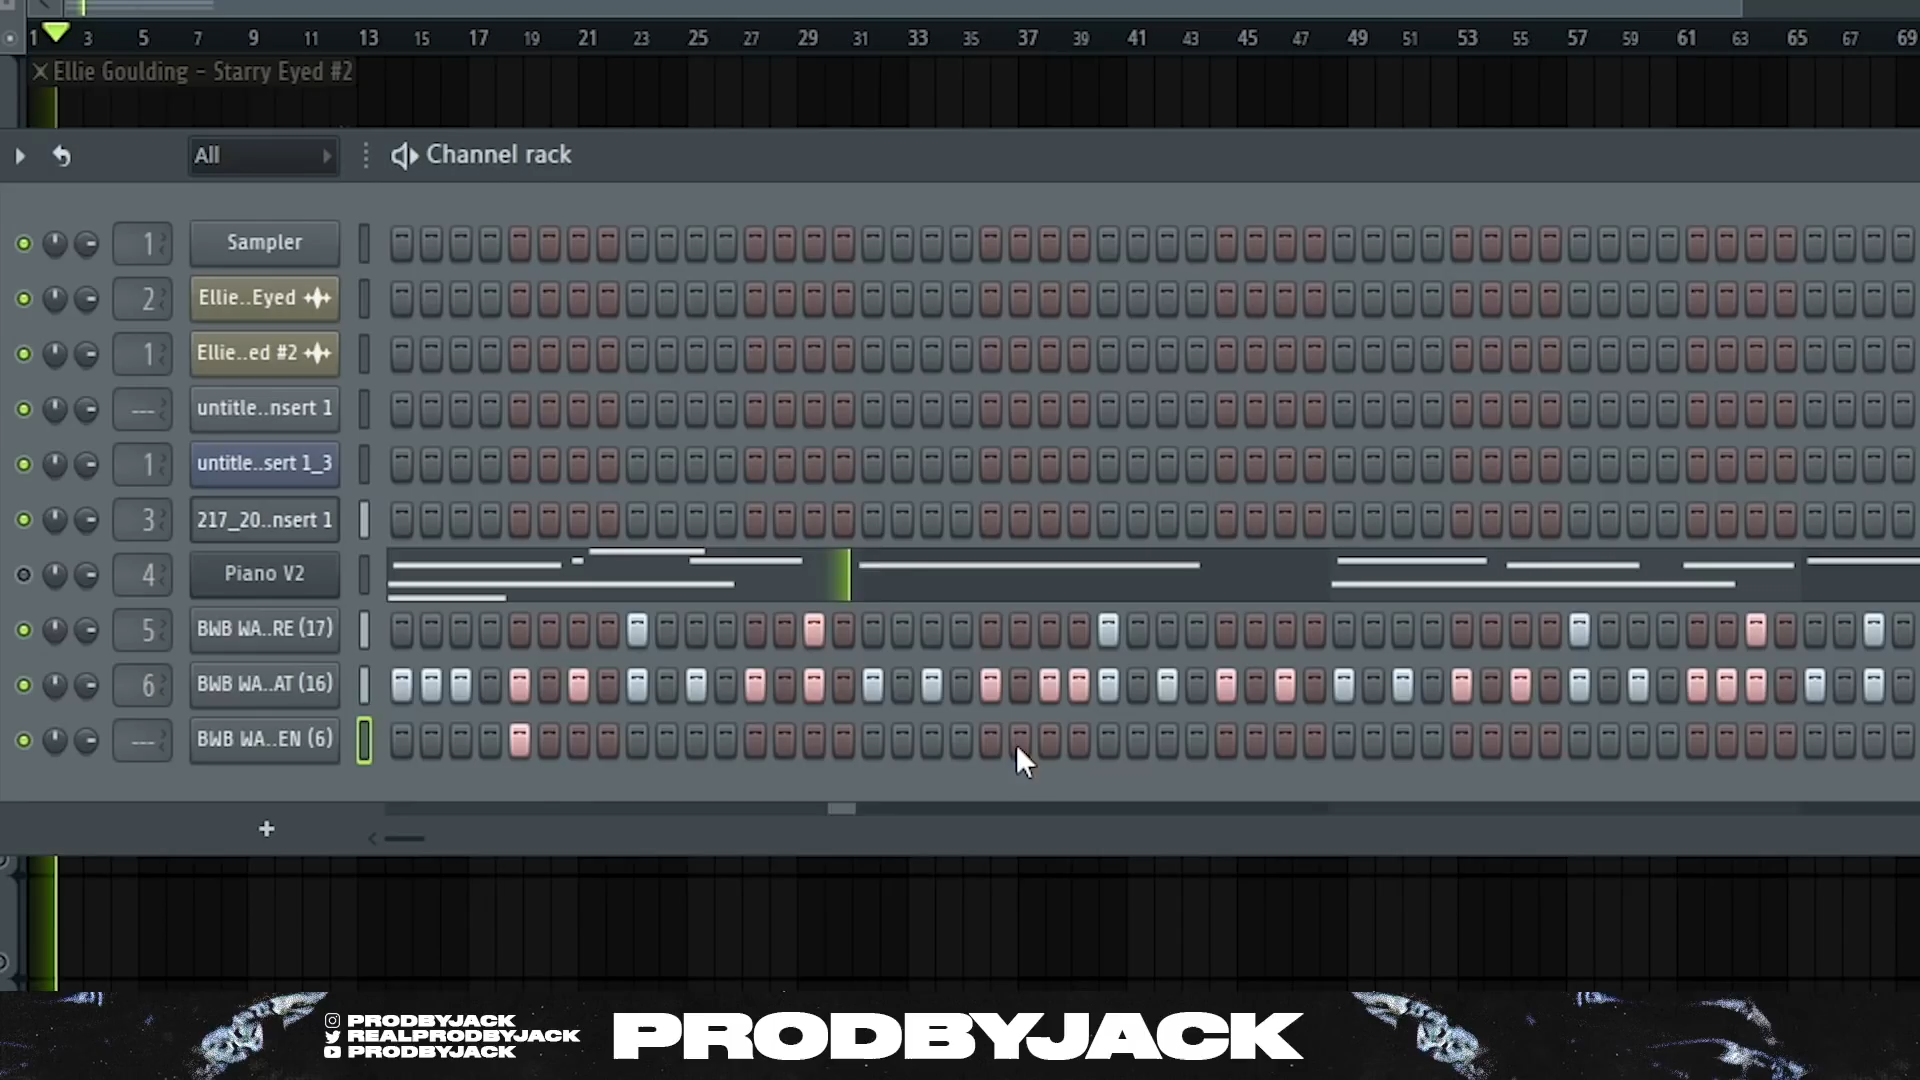 1 3 5 7 9 11 13 15 17 19 21 23 25 27 29 31 33 35 37 39 41 43 45 47 49 51 53 55 57 59 61 63 65 67 69
Ellie Goulding - Starry Eyed #2
All Channel rack
1 Sampler
2 Ellie..Eyed
1 Ellie..ed #2
--- untitle..nsert 1
1 untitle..sert 1_3
3 217_20..nsert 1
4 Piano V2
5 BWB WA..RE (17)
6 BWB WA..AT (16)
--- BWB WA..EN (6)
+
PRODBYJACK
REALPRODBYJACK
PRODBYJACK
PRODBYJACK